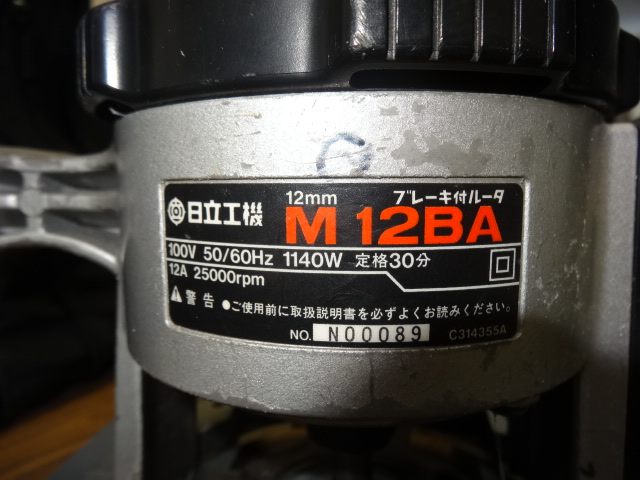 日立工機 12mm ブレーキ付ルータ
M 12BA
100V 50/60Hz 1140W 定格30分
12A 25000rpm
警告 ●ご使用前に取扱説明書を必ずよくお読みください。
NO. N00089 C314355A